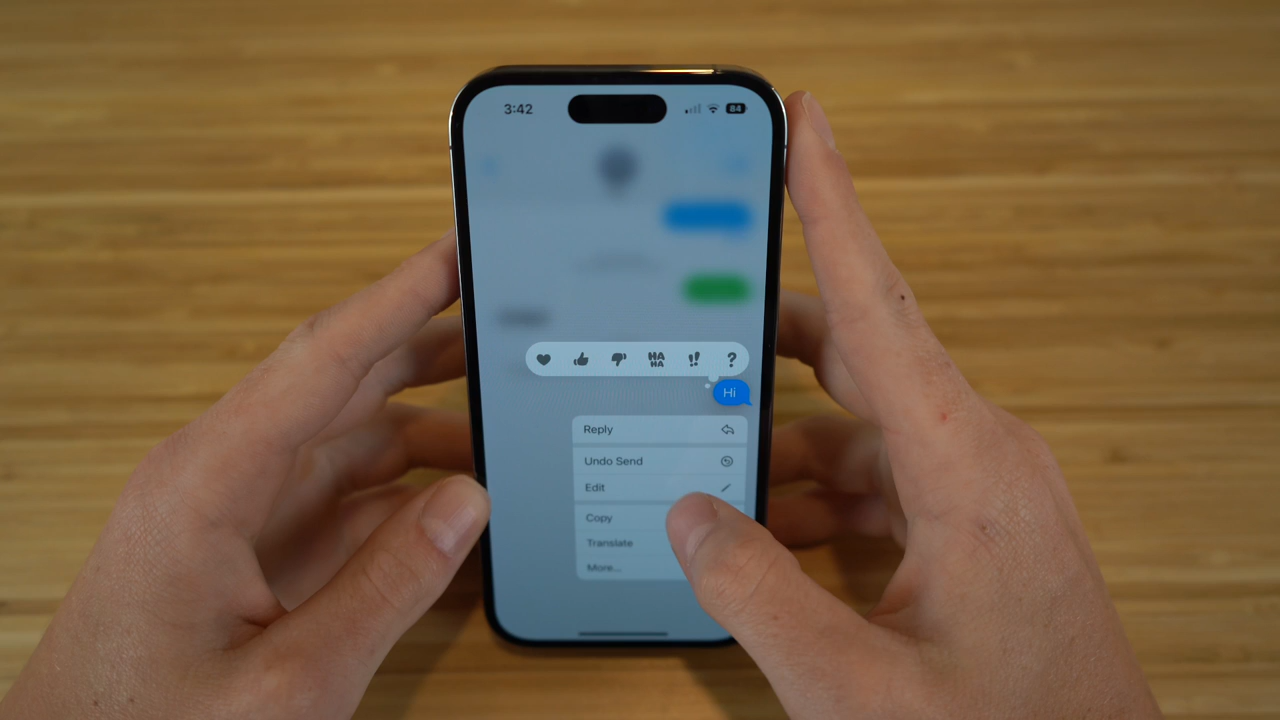 3:42
84
HA
HA
!!
?
Hi
Reply
Undo Send
Edit
Copy
Translate
More...